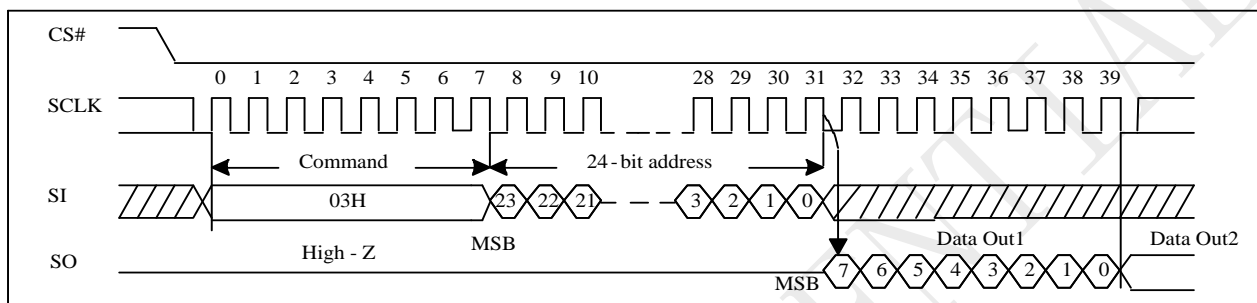 CS#
0 1 2 3 4 5 6 7 8 9 10 28 29 30 31 32 33 34 35 36 37 38 39
SCLK
Command 24-bit address
SI 03H 23 22 21 3 2 1 0
MSB Data Out1 Data Out2
High - Z
SO MSB 7 6 5 4 3 2 1 0